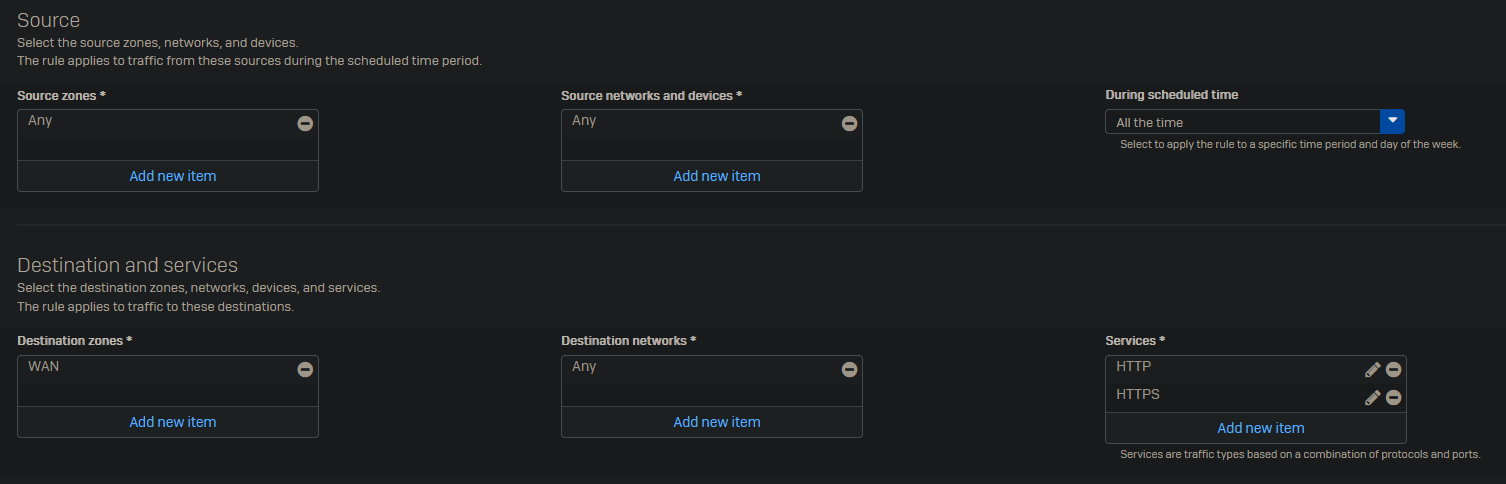 Source
Select the source zones, networks, and devices.
The rule applies to traffic from these sources during the scheduled time period.
Source zones *
Any
Add new item
Source networks and devices *
Any
Add new item
During scheduled time
All the time
Select to apply the rule to a specific time period and day of the week.
Destination and services
Select the destination zones, networks, devices, and services.
The rule applies to traffic to these destinations.
Destination zones *
WAN
Add new item
Destination networks *
Any
Add new item
Services *
HTTP
HTTPS
Add new item
Services are traffic types based on a combination of protocols and ports.